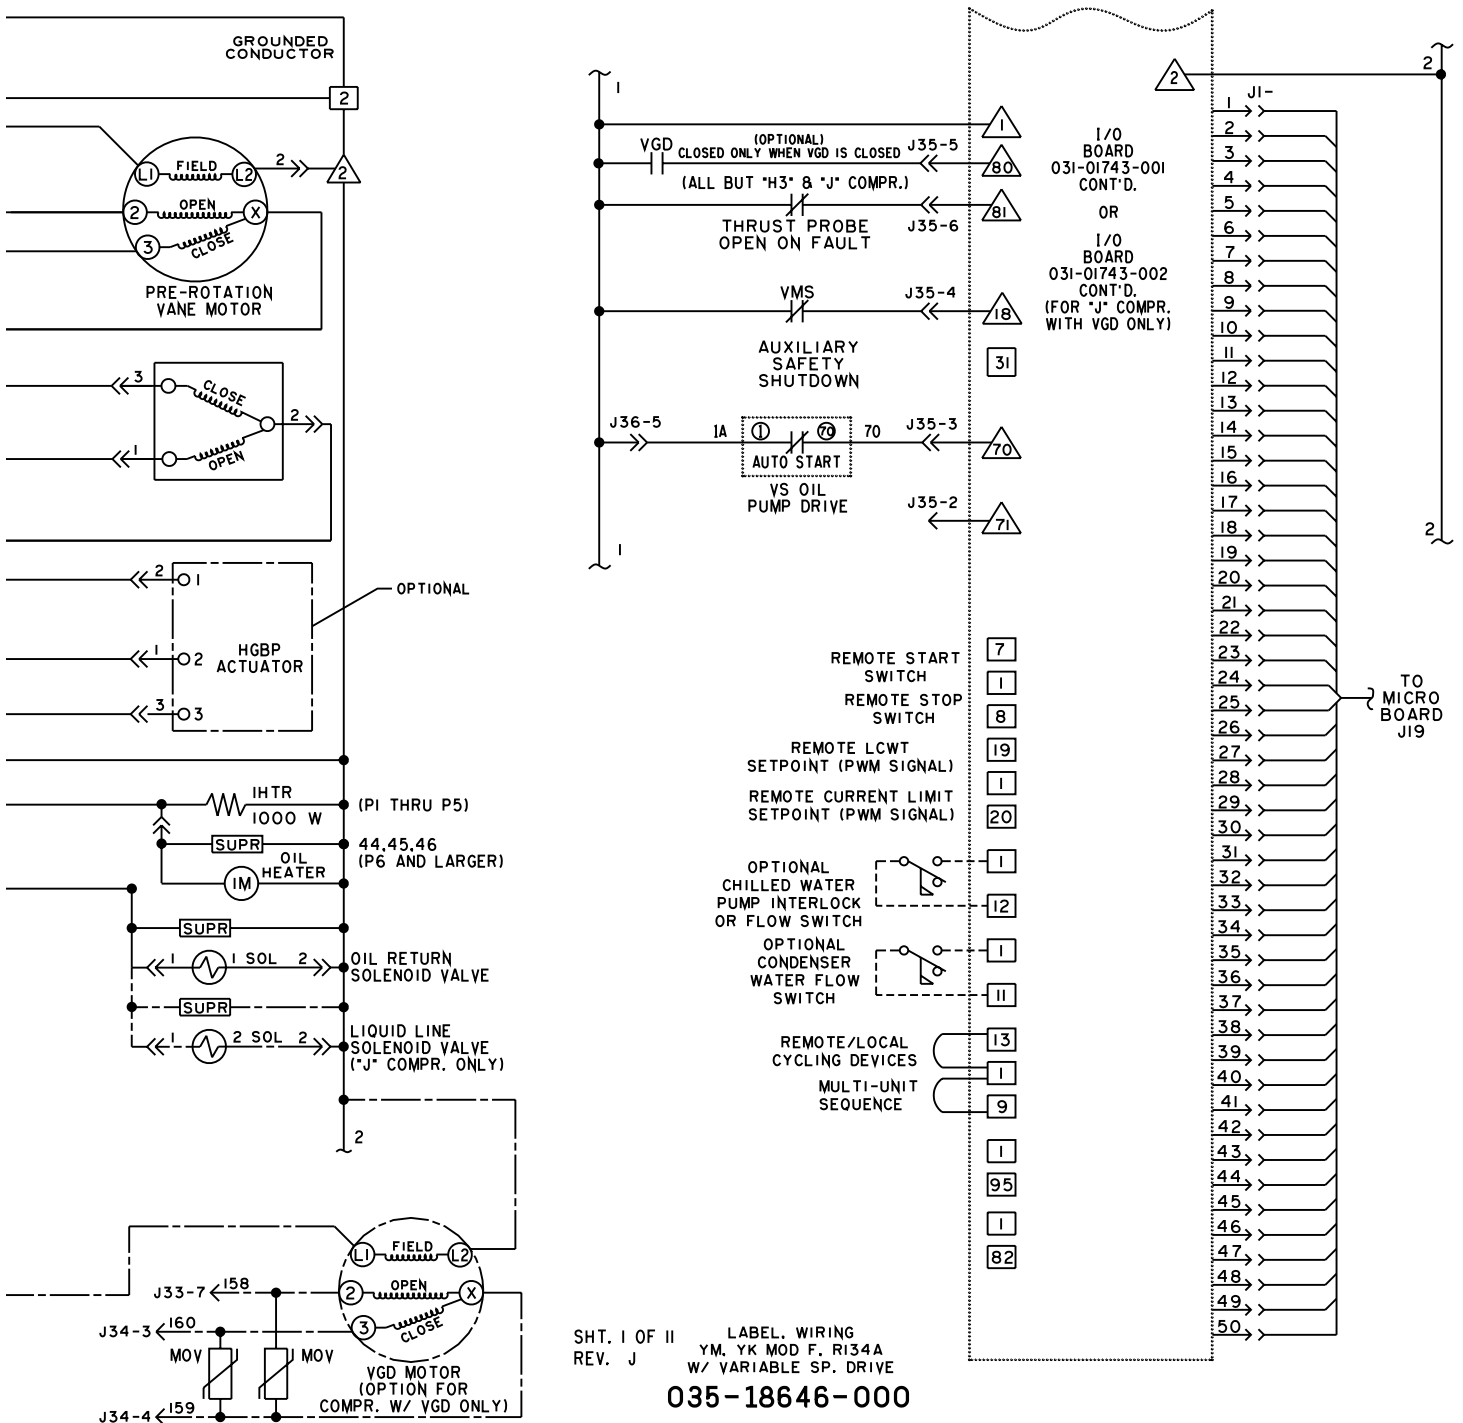 GROUNDED
CONDUCTOR
2
L1
FIELD
L2
2
2
2
OPEN
X
3
CLOSE
PRE-ROTATION
VANE MOTOR
3
CLOSE
2
1
OPEN
2
1
OPTIONAL
1
2
HGBP
ACTUATOR
3
3
1HTR
1000 W
(P1 THRU P5)
SUPR
44,45,46
(P6 AND LARGER)
OIL
HEATER
1M
SUPR
1
1 SOL
2
OIL RETURN
SOLENOID VALVE
SUPR
1
2 SOL
2
LIQUID LINE
SOLENOID VALVE
("J" COMPR. ONLY)
2
L1
FIELD
L2
J33-7
158
2
OPEN
X
J34-3
160
3
CLOSE
MOV
MOV
VGD MOTOR
(OPTION FOR
COMPR. W/ VGD ONLY)
J34-4
159
1
1
VGD
(OPTIONAL)
CLOSED ONLY WHEN VGD IS CLOSED
J35-5
80
(ALL BUT "H3" & "J" COMPR.)
81
J35-6
THRUST PROBE
OPEN ON FAULT
VMS
J35-4
18
AUXILIARY
SAFETY
SHUTDOWN
31
J36-5
1A
1
70
70
J35-3
70
AUTO START
VS OIL
PUMP DRIVE
J35-2
71
1
REMOTE START
SWITCH
7
1
REMOTE STOP
SWITCH
8
REMOTE LCWT
SETPOINT (PWM SIGNAL)
19
1
REMOTE CURRENT LIMIT
SETPOINT (PWM SIGNAL)
20
OPTIONAL
CHILLED WATER
PUMP INTERLOCK
OR FLOW SWITCH
1
12
OPTIONAL
CONDENSER
WATER FLOW
SWITCH
1
11
REMOTE/LOCAL
CYCLING DEVICES
13
1
MULTI-UNIT
SEQUENCE
9
1
95
1
82
2
2
I/O
BOARD
031-01743-001
CONT'D.
OR
I/O
BOARD
031-01743-002
CONT'D.
(FOR "J" COMPR.
WITH VGD ONLY)
J1-
1
2
3
4
5
6
7
8
9
10
11
12
13
14
15
16
17
18
19
20
21
22
23
24
25
26
27
28
29
30
31
32
33
34
35
36
37
38
39
40
41
42
43
44
45
46
47
48
49
50
2
TO
MICRO
BOARD
J19
SHT. 1 OF 11
REV. J
LABEL, WIRING
YM, YK MOD F, R134A
W/ VARIABLE SP. DRIVE
035-18646-000